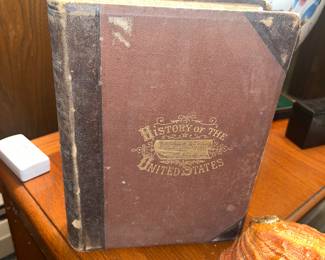 HISTORY OF THE
UNITED STATES